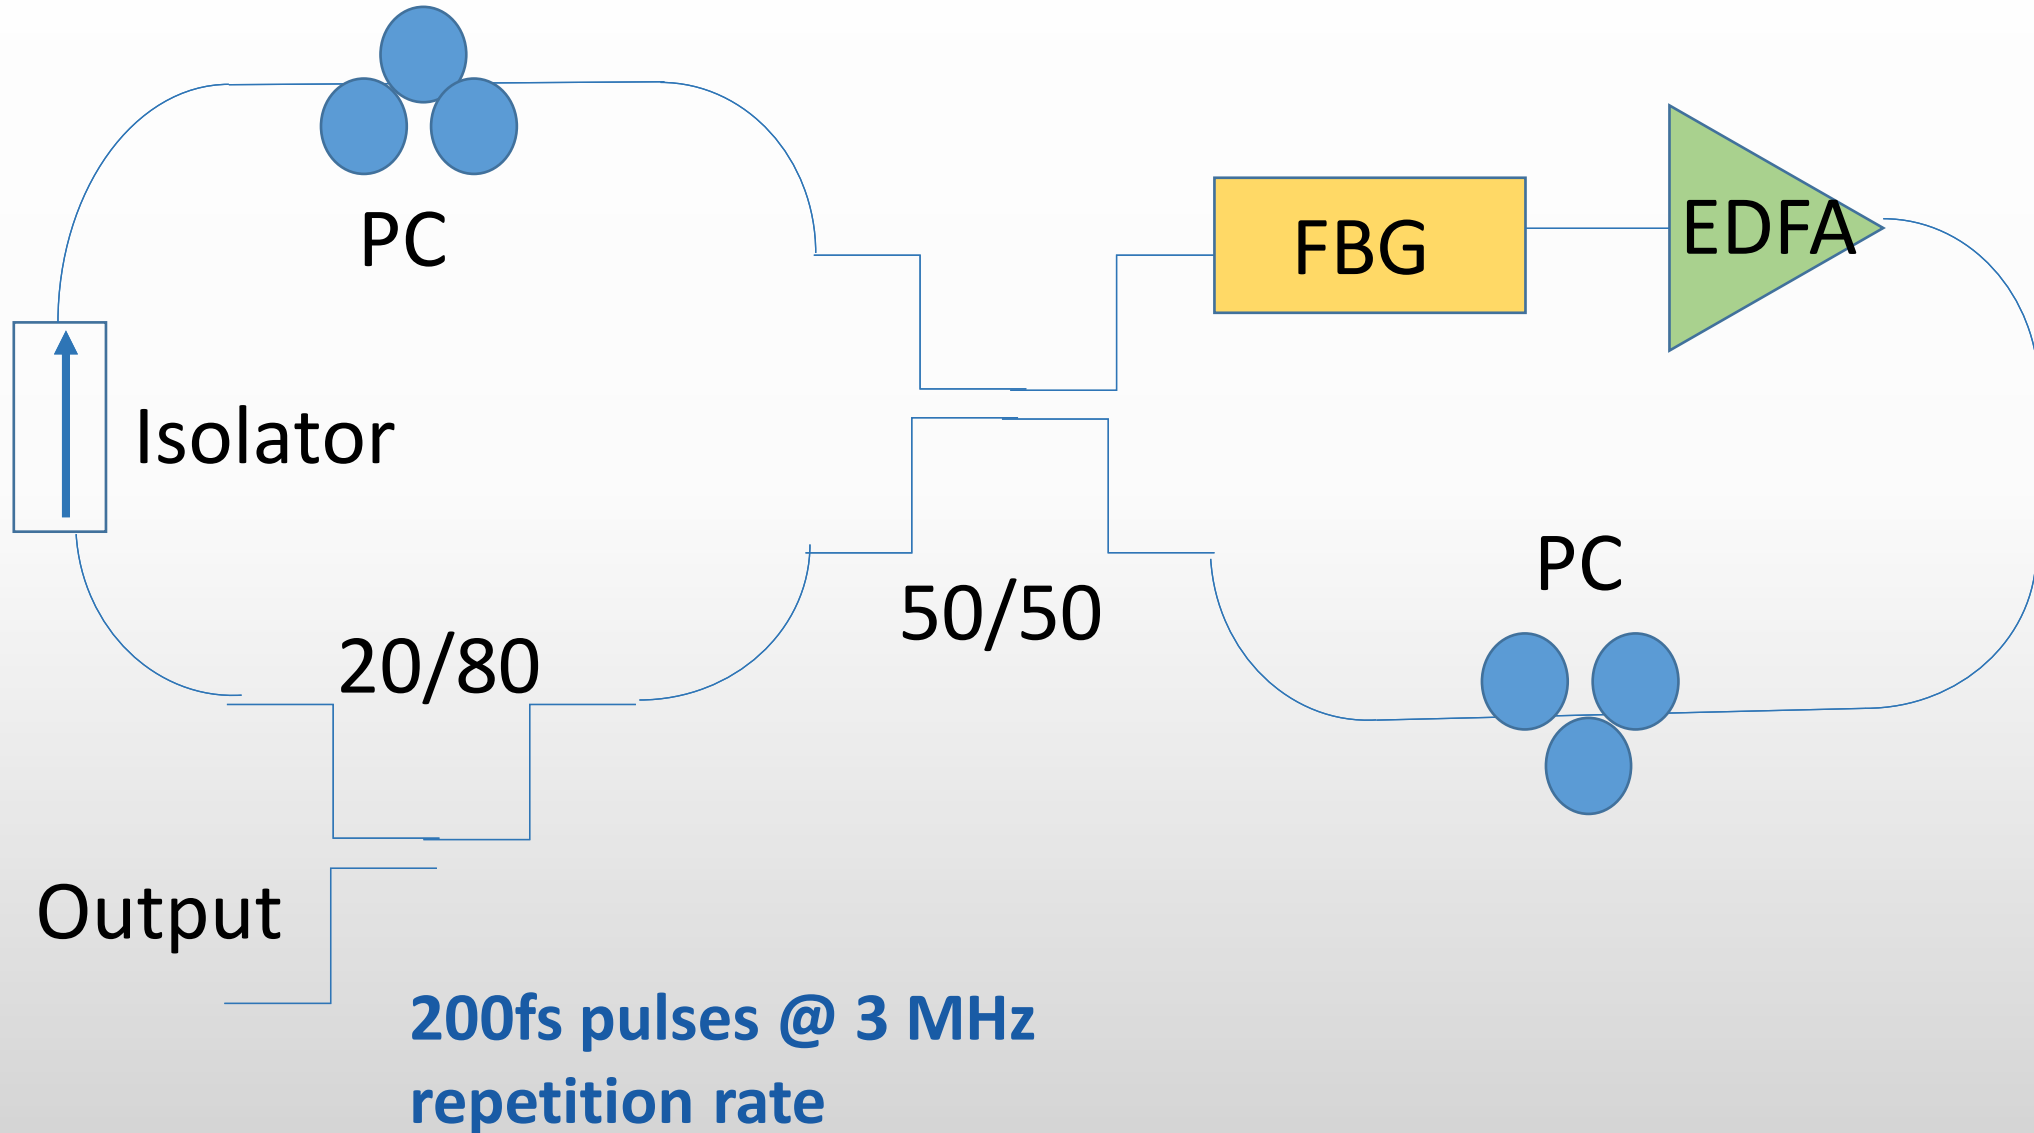 PC
FBG
EDFA
Isolator
PC
50/50
20/80
Output
200fs pulses @ 3 MHz
repetition rate